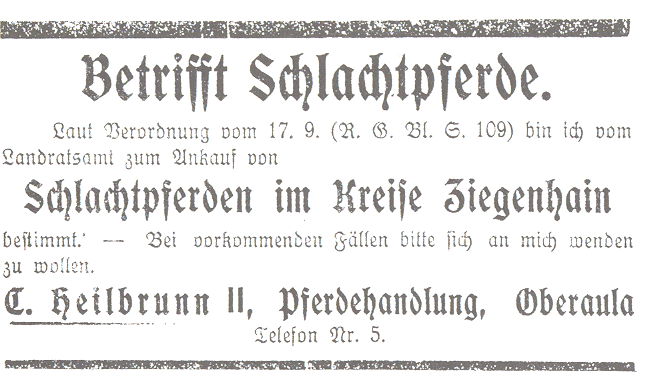 Betrifft Schlachtpferde.
Laut Verordnung vom 17. 9. (R. G. Bl. S. 109) bin ich vom
Landratsamt zum Ankauf von
Schlachtpferden im Kreise Ziegenhain
bestimmt. — Bei vorkommenden Fällen bitte sich an mich wenden
zu wollen.
C. Heilbrunn II, Pferdehandlung, Oberaula
Telefon Nr. 5.